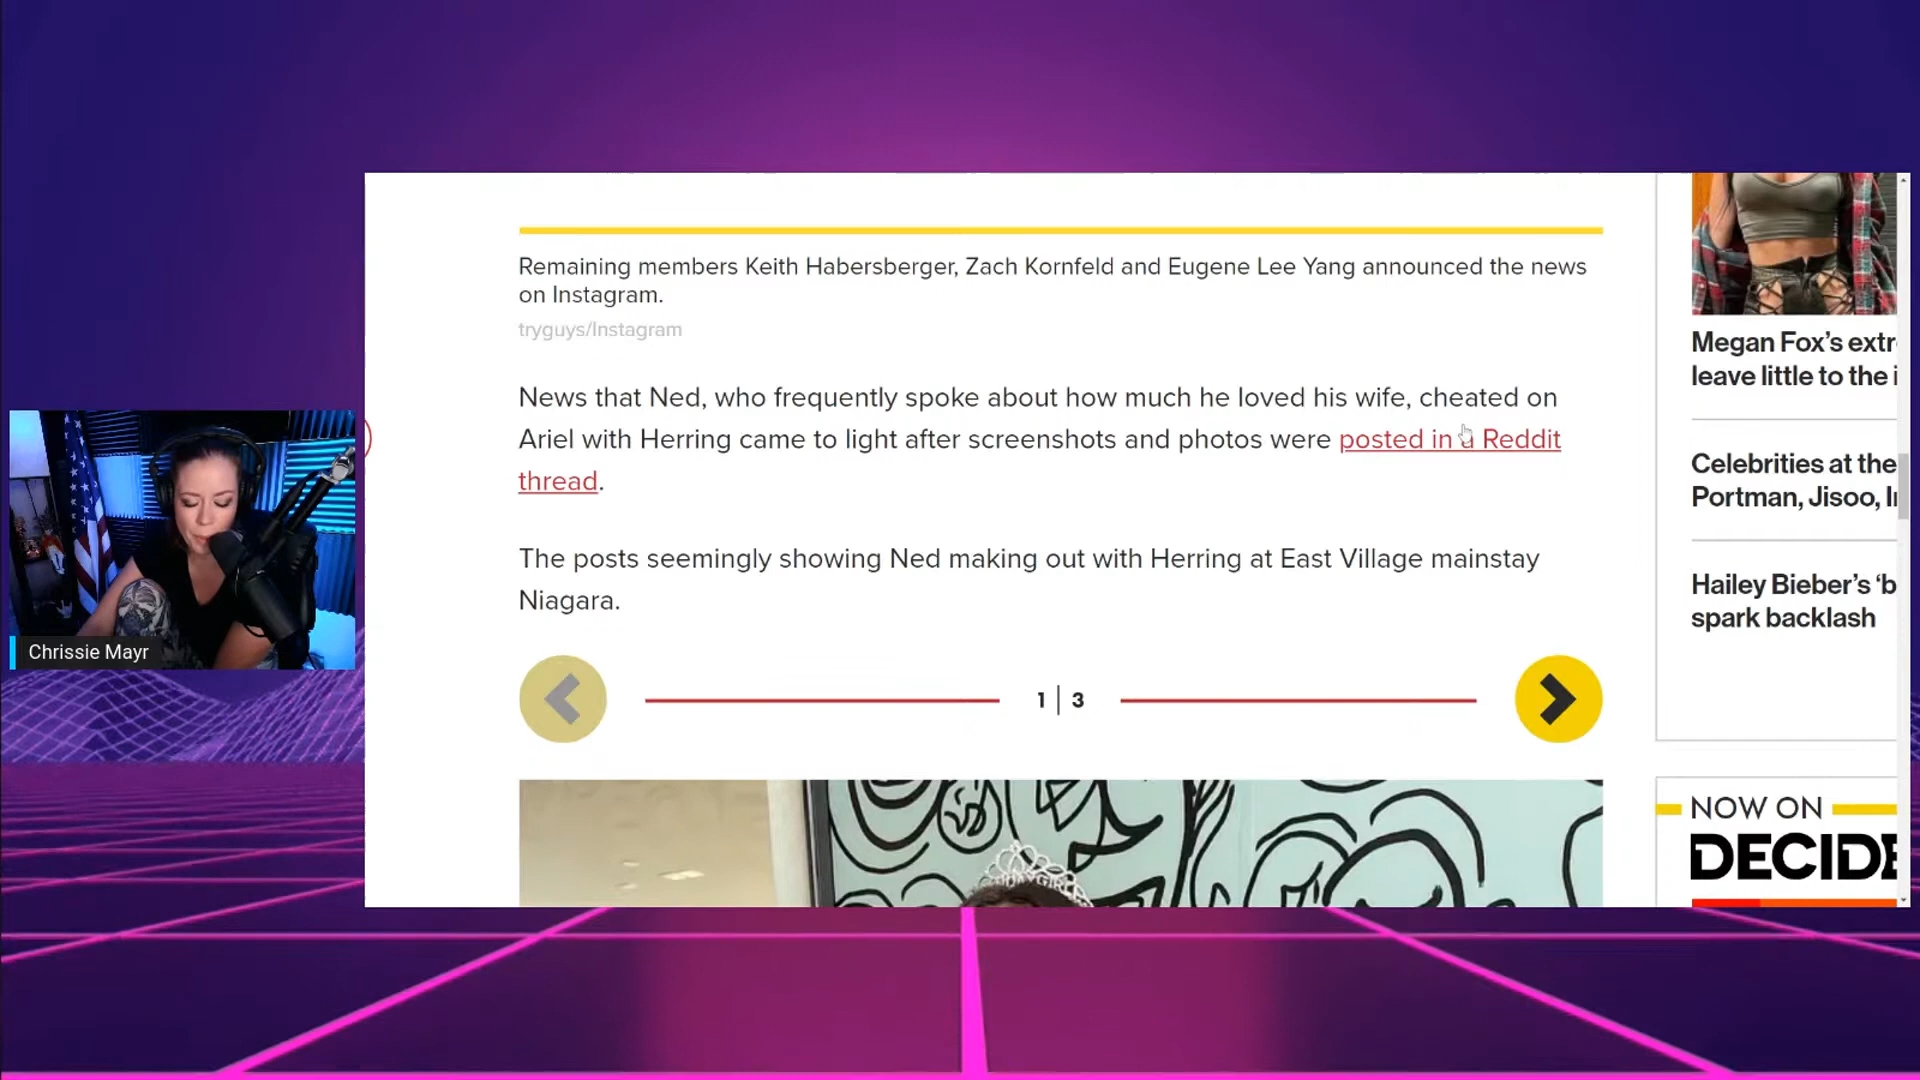 Remaining members Keith Habersberger, Zach Kornfeld and Eugene Lee Yang announced the news
on Instagram.
tryguys/Instagram
News that Ned, who frequently spoke about how much he loved his wife, cheated on
Ariel with Herring came to light after screenshots and photos were posted in a Reddit
thread.
The posts seemingly showing Ned making out with Herring at East Village mainstay
Niagara.
1 | 3
Megan Fox's extr
leave little to the i
Celebrities at the
Portman, Jisoo, I
Hailey Bieber's 'b
spark backlash
NOW ON
DECIDE
Chrissie Mayr